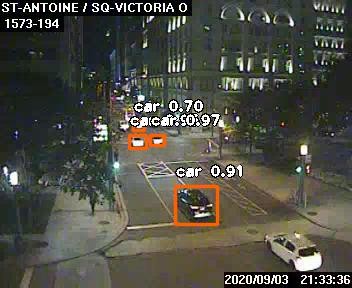 ST-ANTOINE / SQ-VICTORIA O
1573-194
car 0.70
car 0.97
car 0.91
2020/09/03 21:33:36